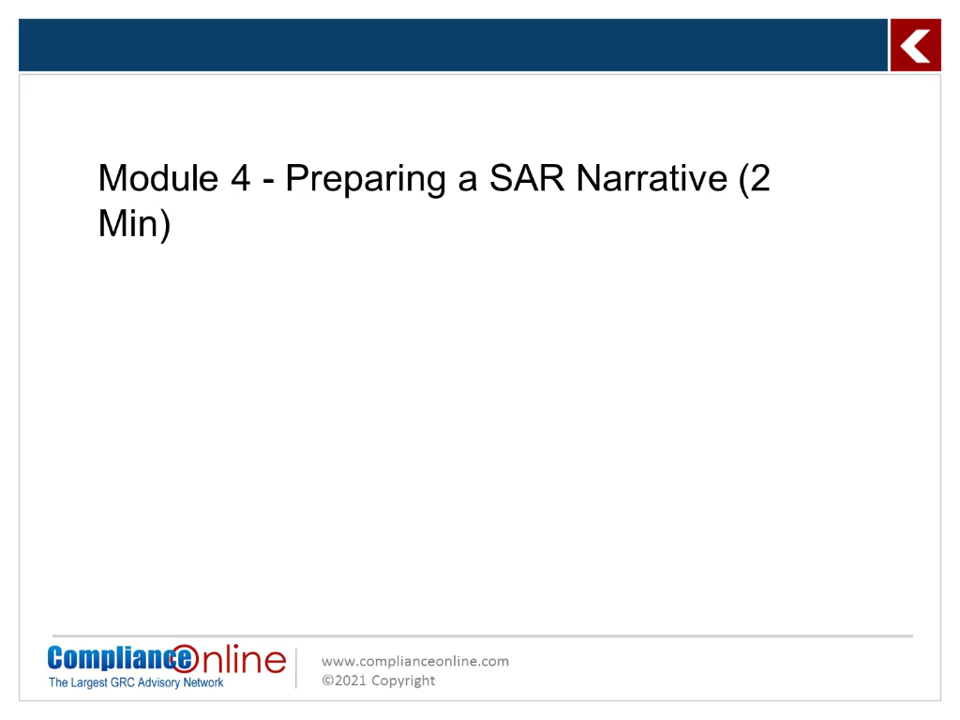 Module 4 - Preparing a SAR Narrative (2
Min)
ComplianceOnline
The Largest GRC Advisory Network
www.complianceonline.com
©2021 Copyright